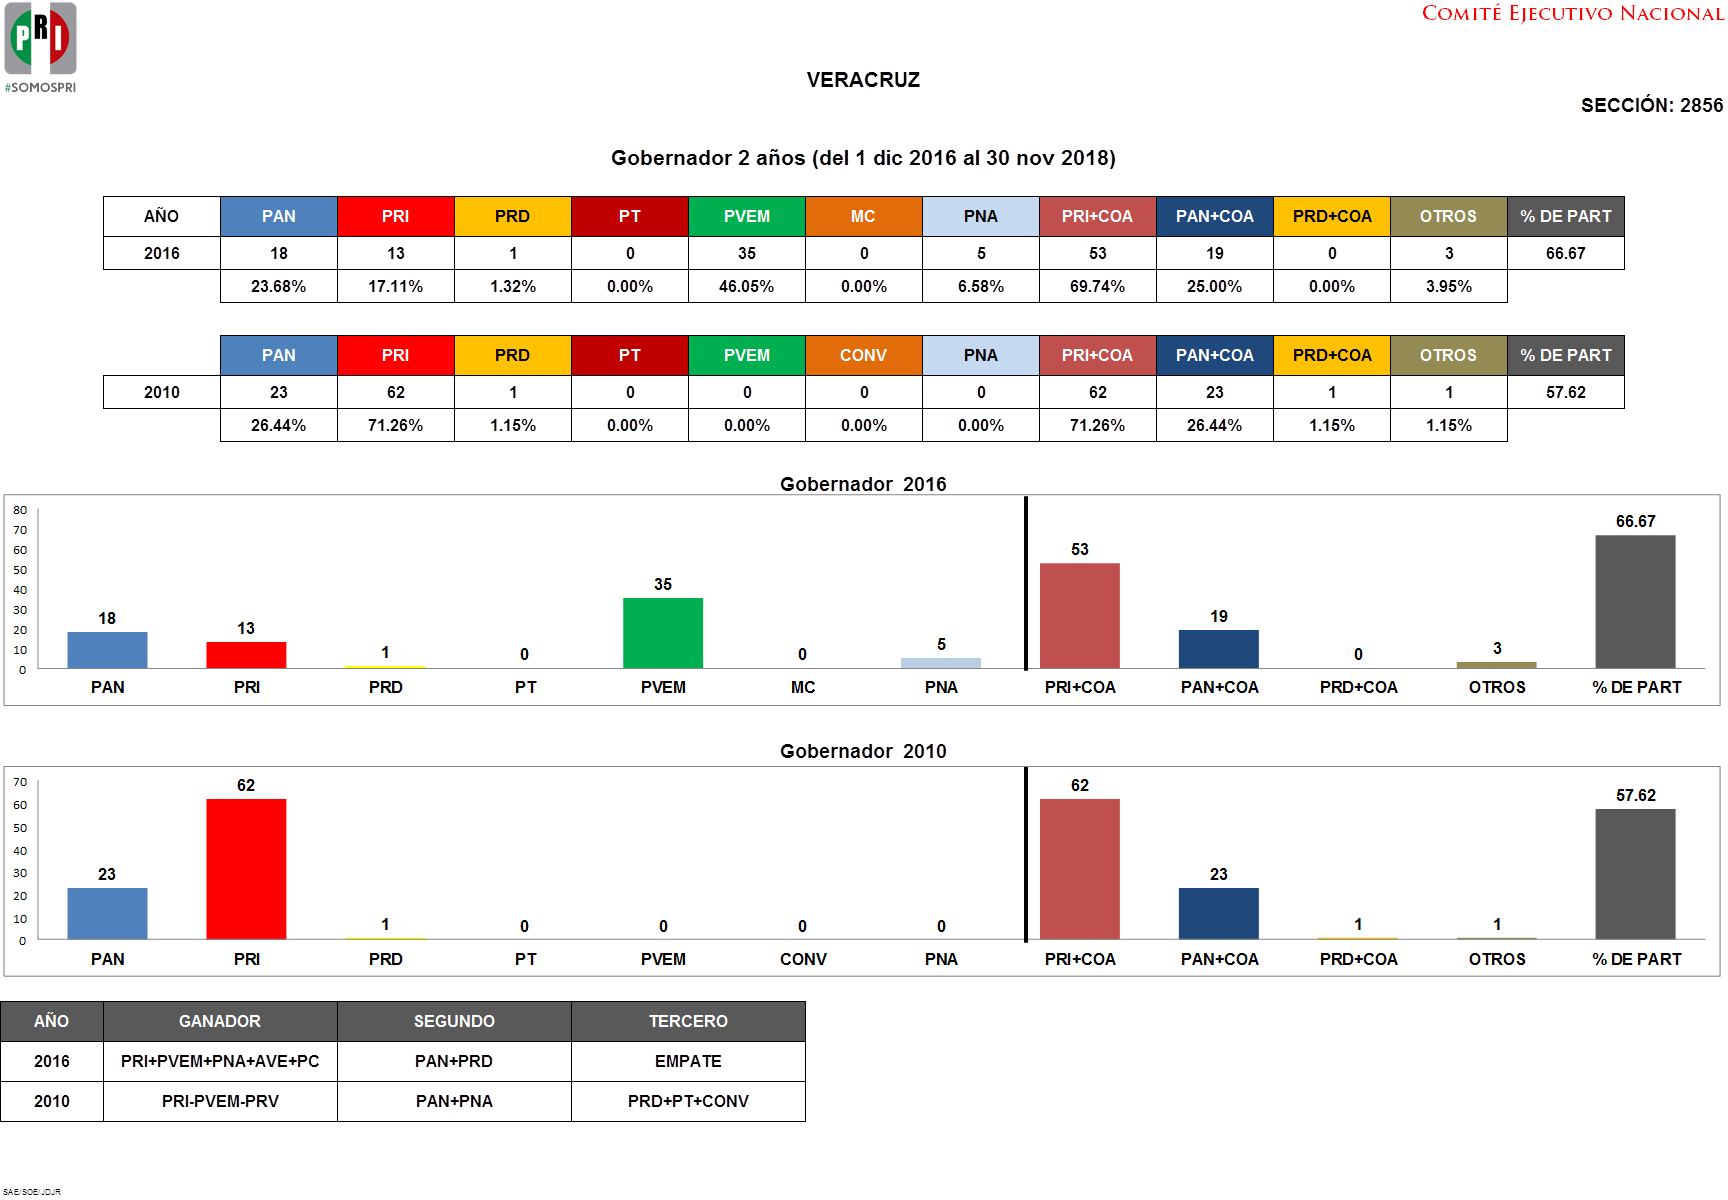 PRI
#SOMOSPRI
COMITÉ EJECUTIVO NACIONAL
VERACRUZ
SECCIÓN: 2856
Gobernador 2 años (del 1 dic 2016 al 30 nov 2018)
AÑO PAN PRI PRD PT PVEM MC PNA PRI+COA PAN+COA PRD+COA OTROS % DE PART
2016 18 13 1 0 35 0 5 53 19 0 3 66.67
23.68% 17.11% 1.32% 0.00% 46.05% 0.00% 6.58% 69.74% 25.00% 0.00% 3.95%
PAN PRI PRD PT PVEM CONV PNA PRI+COA PAN+COA PRD+COA OTROS % DE PART
2010 23 62 1 0 0 0 0 62 23 1 1 57.62
26.44% 71.26% 1.15% 0.00% 0.00% 0.00% 0.00% 71.26% 26.44% 1.15% 1.15%
Gobernador 2016
80
70
60
50
40
30
20
10
0
18 13 1 0 35 0 5 53 19 0 3 66.67
PAN PRI PRD PT PVEM MC PNA PRI+COA PAN+COA PRD+COA OTROS % DE PART
Gobernador 2010
70
60
50
40
30
20
10
0
23 62 1 0 0 0 0 62 23 1 1 57.62
PAN PRI PRD PT PVEM CONV PNA PRI+COA PAN+COA PRD+COA OTROS % DE PART
AÑO GANADOR SEGUNDO TERCERO
2016 PRI+PVEM+PNA+AVE+PC PAN+PRD EMPATE
2010 PRI-PVEM-PRV PAN+PNA PRD+PT+CONV
SAE/SOE/JDJR